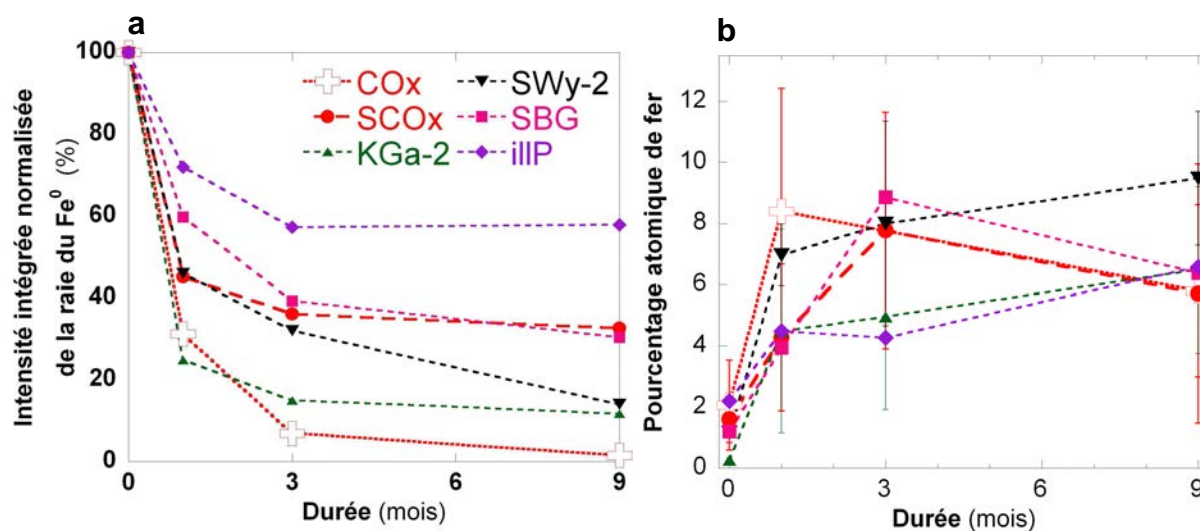 a
Intensité intégrée normalisée
de la raie du Fe⁰ (%)
100
80
60
40
20
0
COx
SCOx
KGa-2
SWy-2
SBG
illP
0
3
6
9
Durée (mois)
b
Pourcentage atomique de fer
12
10
8
6
4
2
0
0
3
6
9
Durée (mois)